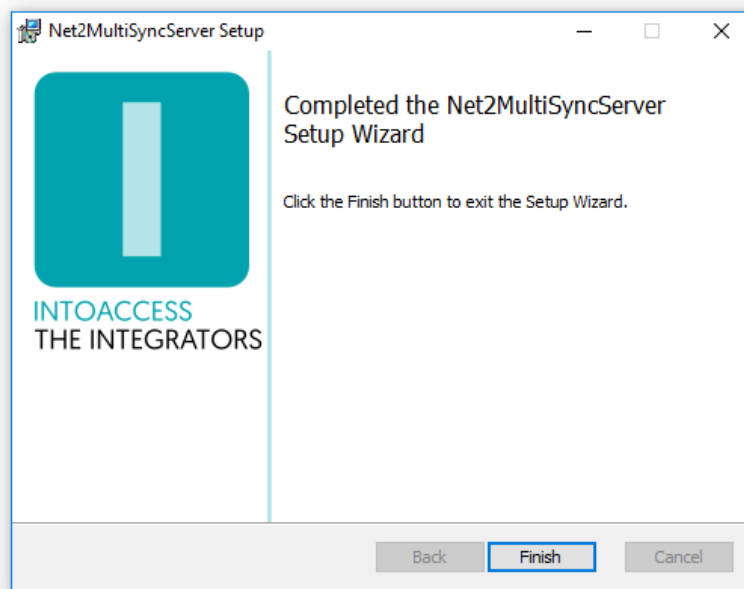 Net2MultiSyncServer Setup
Completed the Net2MultiSyncServer
Setup Wizard
Click the Finish button to exit the Setup Wizard.
INTOACCESS
THE INTEGRATORS
Back
Finish
Cancel